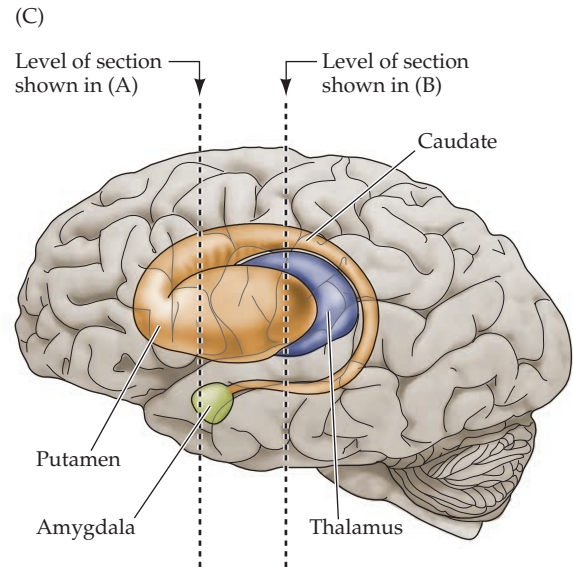 (C)
Level of section
shown in (A)
Level of section
shown in (B)
Caudate
Putamen
Amygdala
Thalamus